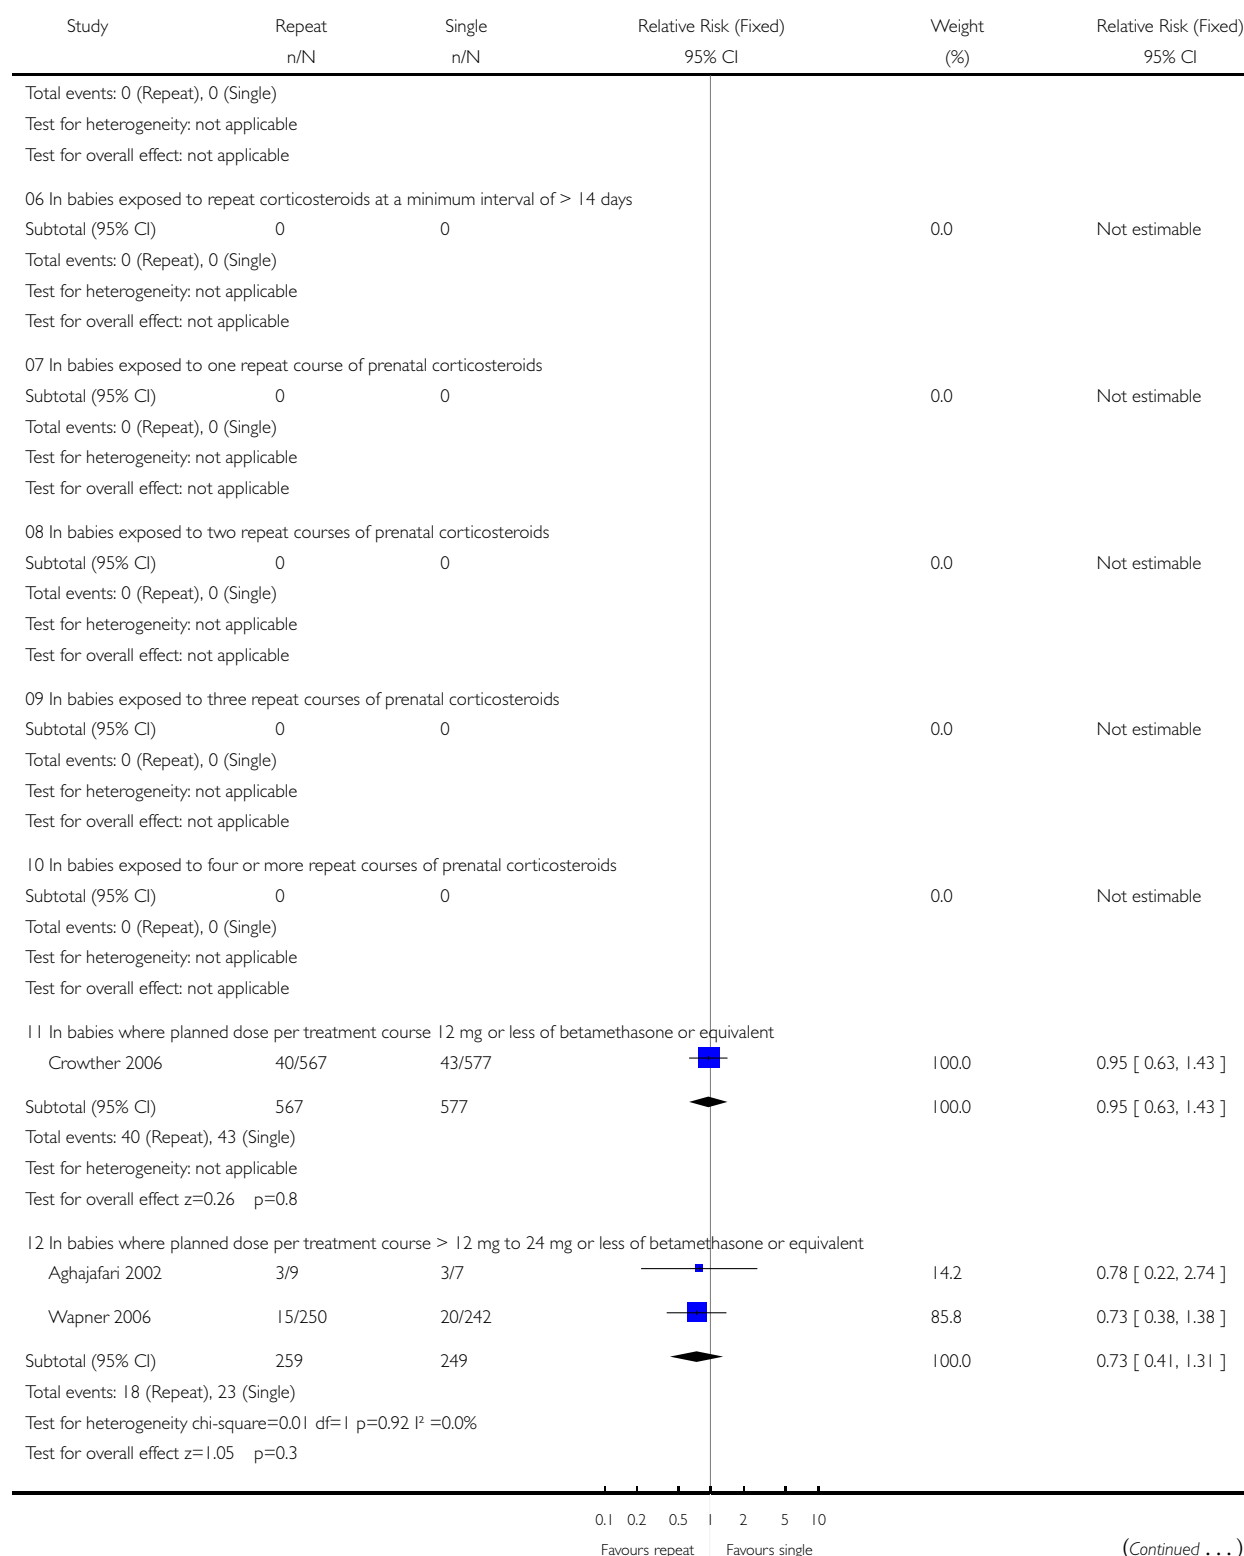 Study Repeat Single Relative Risk (Fixed) Weight Relative Risk (Fixed)
n/N n/N 95% CI (%) 95% CI
Total events: 0 (Repeat), 0 (Single)
Test for heterogeneity: not applicable
Test for overall effect: not applicable
06 In babies exposed to repeat corticosteroids at a minimum interval of > 14 days
Subtotal (95% CI) 0 0 0.0 Not estimable
Total events: 0 (Repeat), 0 (Single)
Test for heterogeneity: not applicable
Test for overall effect: not applicable
07 In babies exposed to one repeat course of prenatal corticosteroids
Subtotal (95% CI) 0 0 0.0 Not estimable
Total events: 0 (Repeat), 0 (Single)
Test for heterogeneity: not applicable
Test for overall effect: not applicable
08 In babies exposed to two repeat courses of prenatal corticosteroids
Subtotal (95% CI) 0 0 0.0 Not estimable
Total events: 0 (Repeat), 0 (Single)
Test for heterogeneity: not applicable
Test for overall effect: not applicable
09 In babies exposed to three repeat courses of prenatal corticosteroids
Subtotal (95% CI) 0 0 0.0 Not estimable
Total events: 0 (Repeat), 0 (Single)
Test for heterogeneity: not applicable
Test for overall effect: not applicable
10 In babies exposed to four or more repeat courses of prenatal corticosteroids
Subtotal (95% CI) 0 0 0.0 Not estimable
Total events: 0 (Repeat), 0 (Single)
Test for heterogeneity: not applicable
Test for overall effect: not applicable
11 In babies where planned dose per treatment course 12 mg or less of betamethasone or equivalent
Crowther 2006 40/567 43/577 100.0 0.95 [ 0.63, 1.43 ]
Subtotal (95% CI) 567 577 100.0 0.95 [ 0.63, 1.43 ]
Total events: 40 (Repeat), 43 (Single)
Test for heterogeneity: not applicable
Test for overall effect z=0.26 p=0.8
12 In babies where planned dose per treatment course > 12 mg to 24 mg or less of betamethasone or equivalent
Aghajafari 2002 3/9 3/7 14.2 0.78 [ 0.22, 2.74 ]
Wapner 2006 15/250 20/242 85.8 0.73 [ 0.38, 1.38 ]
Subtotal (95% CI) 259 249 100.0 0.73 [ 0.41, 1.31 ]
Total events: 18 (Repeat), 23 (Single)
Test for heterogeneity chi-square=0.01 df=1 p=0.92 I² =0.0%
Test for overall effect z=1.05 p=0.3
0.1 0.2 0.5 1 2 5 10
Favours repeat Favours single (Continued . . . )